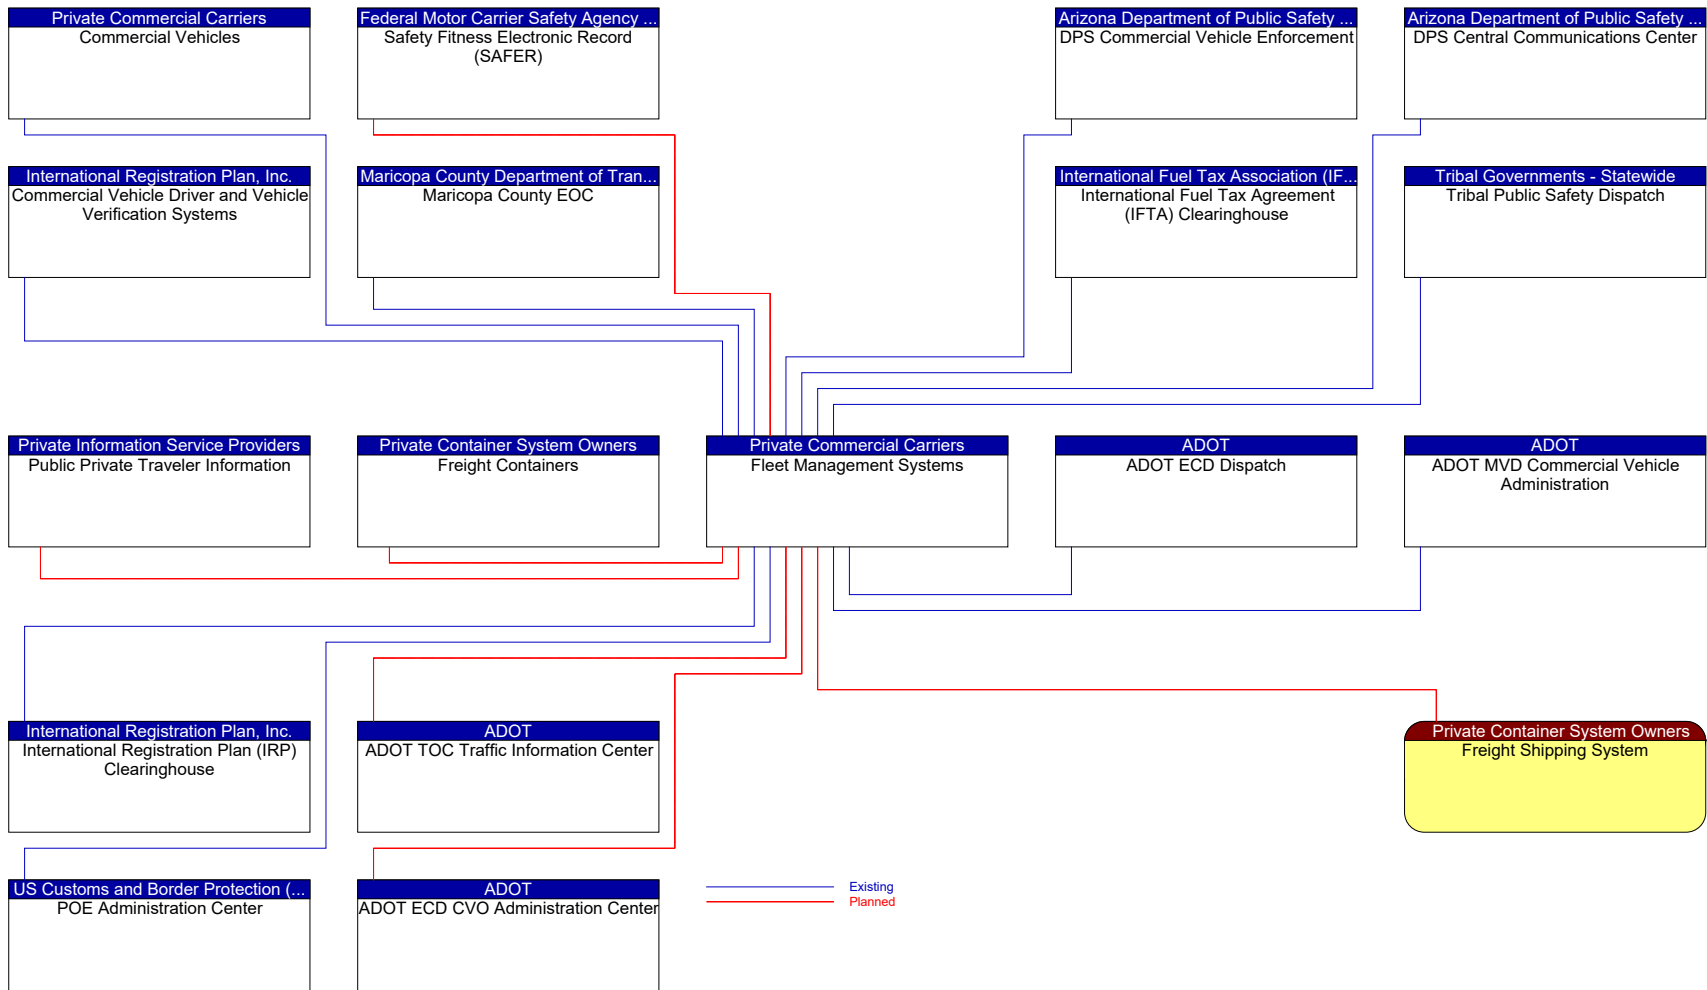 Private Commercial Carriers
Commercial Vehicles
Federal Motor Carrier Safety Agency ...
Safety Fitness Electronic Record
(SAFER)
Arizona Department of Public Safety ...
DPS Commercial Vehicle Enforcement
Arizona Department of Public Safety ...
DPS Central Communications Center
International Registration Plan, Inc.
Commercial Vehicle Driver and Vehicle
Verification Systems
Maricopa County Department of Tran...
Maricopa County EOC
International Fuel Tax Association (IF...
International Fuel Tax Agreement
(IFTA) Clearinghouse
Tribal Governments - Statewide
Tribal Public Safety Dispatch
Private Information Service Providers
Public Private Traveler Information
Private Container System Owners
Freight Containers
Private Commercial Carriers
Fleet Management Systems
ADOT
ADOT ECD Dispatch
ADOT
ADOT MVD Commercial Vehicle
Administration
International Registration Plan, Inc.
International Registration Plan (IRP)
Clearinghouse
ADOT
ADOT TOC Traffic Information Center
Private Container System Owners
Freight Shipping System
US Customs and Border Protection (...
POE Administration Center
ADOT
ADOT ECD CVO Administration Center
Existing
Planned